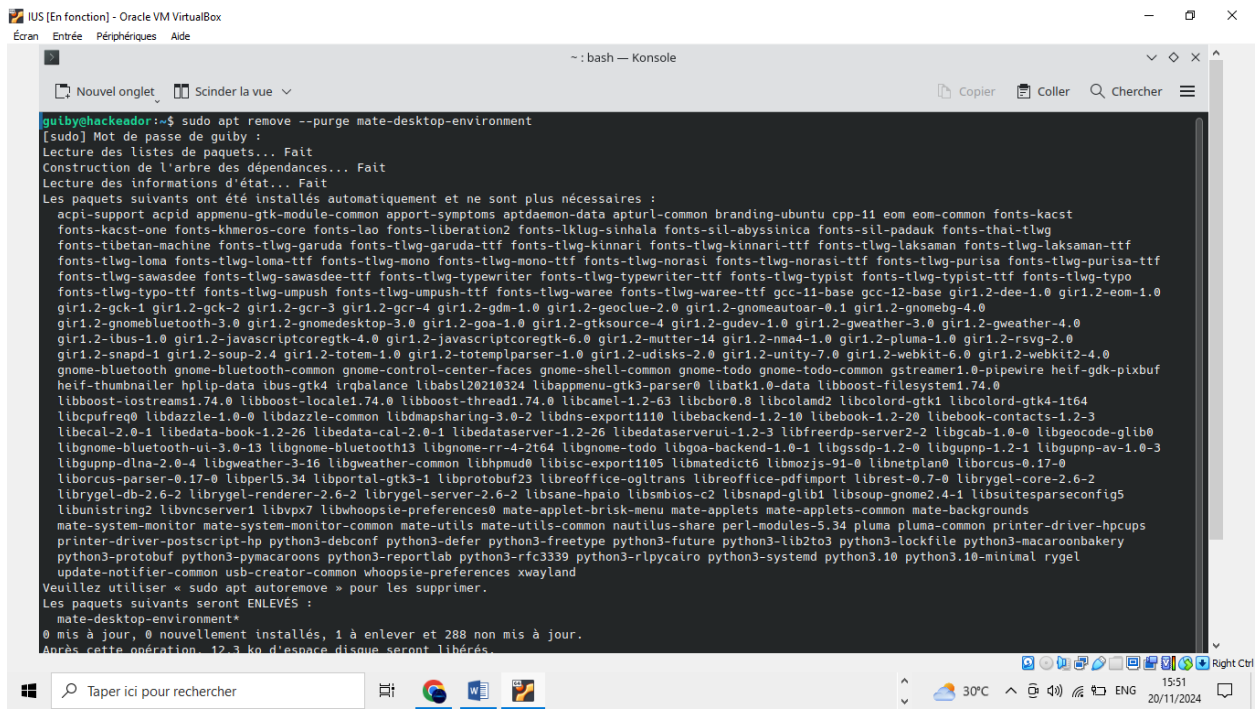 IUS [En fonction] - Oracle VM VirtualBox
Écran Entrée Périphériques Aide
~ : bash — Konsole
Nouvel onglet Scinder la vue Copier Coller Chercher
guiby@hackeador:~$ sudo apt remove --purge mate-desktop-environment
[sudo] Mot de passe de guiby :
Lecture des listes de paquets... Fait
Construction de l'arbre des dépendances... Fait
Lecture des informations d'état... Fait
Les paquets suivants ont été installés automatiquement et ne sont plus nécessaires :
acpi-support acpid appmenu-gtk-module-common apport-symptoms aptdaemon-data apturl-common branding-ubuntu cpp-11 eom eom-common fonts-kacst
fonts-kacst-one fonts-khmeros-core fonts-lao fonts-liberation2 fonts-lklug-sinhala fonts-sil-abyssinica fonts-sil-padauk fonts-thai-tlwg
fonts-tibetan-machine fonts-tlwg-garuda fonts-tlwg-garuda-ttf fonts-tlwg-kinnari fonts-tlwg-kinnari-ttf fonts-tlwg-laksaman fonts-tlwg-laksaman-ttf
fonts-tlwg-loma fonts-tlwg-loma-ttf fonts-tlwg-mono fonts-tlwg-mono-ttf fonts-tlwg-norasi fonts-tlwg-norasi-ttf fonts-tlwg-purisa fonts-tlwg-purisa-ttf
fonts-tlwg-sawasdee fonts-tlwg-sawasdee-ttf fonts-tlwg-typewriter fonts-tlwg-typewriter-ttf fonts-tlwg-typist fonts-tlwg-typist-ttf fonts-tlwg-typo
fonts-tlwg-typo-ttf fonts-tlwg-umpush fonts-tlwg-umpush-ttf fonts-tlwg-waree fonts-tlwg-waree-ttf gcc-11-base gcc-12-base gir1.2-dee-1.0 gir1.2-eom-1.0
gir1.2-gck-1 gir1.2-gck-2 gir1.2-gcr-3 gir1.2-gcr-4 gir1.2-gdm-1.0 gir1.2-geoclue-2.0 gir1.2-gnomeautoar-0.1 gir1.2-gnomebg-4.0
gir1.2-gnomebluetooth-3.0 gir1.2-gnomedesktop-3.0 gir1.2-goa-1.0 gir1.2-gtksource-4 gir1.2-gudev-1.0 gir1.2-gweather-3.0 gir1.2-gweather-4.0
gir1.2-ibus-1.0 gir1.2-javascriptcoregtk-4.0 gir1.2-javascriptcoregtk-6.0 gir1.2-mutter-14 gir1.2-nma4-1.0 gir1.2-pluma-1.0 gir1.2-rsvg-2.0
gir1.2-snapd-1 gir1.2-soup-2.4 gir1.2-totem-1.0 gir1.2-totemplparser-1.0 gir1.2-udisks-2.0 gir1.2-unity-7.0 gir1.2-webkit-6.0 gir1.2-webkit2-4.0
gnome-bluetooth gnome-bluetooth-common gnome-control-center-faces gnome-shell-common gnome-todo gnome-todo-common gstreamer1.0-pipewire heif-gdk-pixbuf
heif-thumbnailer hplip-data ibus-gtk4 irqbalance libabsl20210324 libappmenu-gtk3-parser0 libatk1.0-data libboost-filesystem1.74.0
libboost-iostreams1.74.0 libboost-locale1.74.0 libboost-thread1.74.0 libcamel-1.2-63 libcbor0.8 libcolamd2 libcolord-gtk1 libcolord-gtk4-1t64
libcpufreq0 libdazzle-1.0-0 libdazzle-common libdmapsharing-3.0-2 libdns-export1110 libebackend-1.2-10 libebook-1.2-20 libebook-contacts-1.2-3
libecal-2.0-1 libedata-book-1.2-26 libedata-cal-2.0-1 libedataserver-1.2-26 libedataserverui-1.2-3 libfreerdp-server2-2 libgcab-1.0-0 libgeocode-glib0
libgnome-bluetooth-ui-3.0-13 libgnome-bluetooth13 libgnome-rr-4-2t64 libgnome-todo libgoa-backend-1.0-1 libgssdp-1.2-0 libgupnp-1.2-1 libgupnp-av-1.0-3
libgupnp-dlna-2.0-4 libgweather-3-16 libgweather-common libhpmud0 libisc-export1105 libmatedict6 libmozjs-91-0 libnetplan0 liborcus-0.17-0
liborcus-parser-0.17-0 libperl5.34 libportal-gtk3-1 libprotobuf23 libreoffice-ogltrans libreoffice-pdfimport librest-0.7-0 librygel-core-2.6-2
librygel-db-2.6-2 librygel-renderer-2.6-2 librygel-server-2.6-2 libsane-hpaio libsmbios-c2 libsnapd-glib1 libsoup-gnome2.4-1 libsuitesparseconfig5
libunistring2 libvncserver1 libvpx7 libwhoopsie-preferences0 mate-applet-brisk-menu mate-applets mate-applets-common mate-backgrounds
mate-system-monitor mate-system-monitor-common mate-utils mate-utils-common nautilus-share perl-modules-5.34 pluma pluma-common printer-driver-hpcups
printer-driver-postscript-hp python3-debconf python3-defer python3-freetype python3-future python3-lib2to3 python3-lockfile python3-macaroonbakery
python3-protobuf python3-pymacaroons python3-reportlab python3-rfc3339 python3-rlpycairo python3-systemd python3.10 python3.10-minimal rygel
update-notifier-common usb-creator-common whoopsie-preferences xwayland
Veuillez utiliser « sudo apt autoremove » pour les supprimer.
Les paquets suivants seront ENLEVÉS :
mate-desktop-environment*
0 mis à jour, 0 nouvellement installés, 1 à enlever et 288 non mis à jour.
Après cette opération, 12,3 ko d'espace disque seront libérés.
Right Ctrl
Taper ici pour rechercher
30°C ENG 15:51
20/11/2024